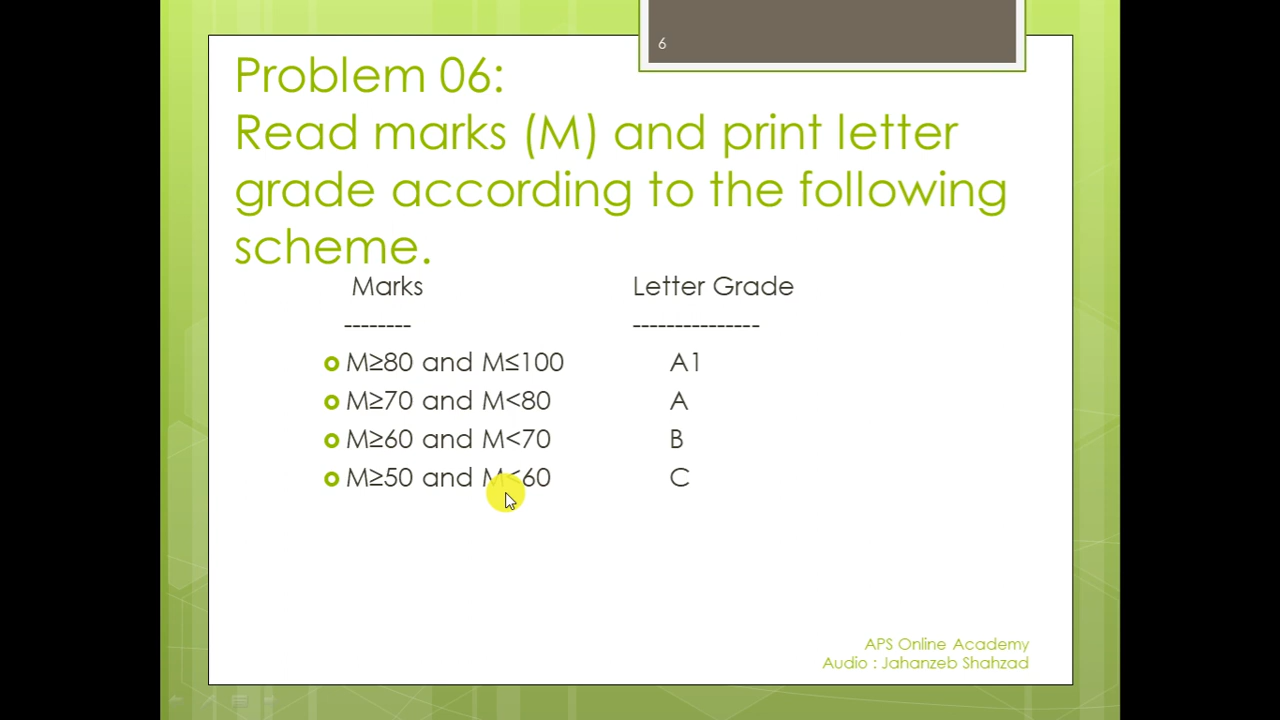 6
Problem 06:
Read marks (M) and print letter
grade according to the following
scheme.
Marks Letter Grade
-------- ---------------
M≥80 and M≤100 A1
M≥70 and M<80 A
M≥60 and M<70 B
M≥50 and M<60 C
APS Online Academy
Audio : Jahanzeb Shahzad